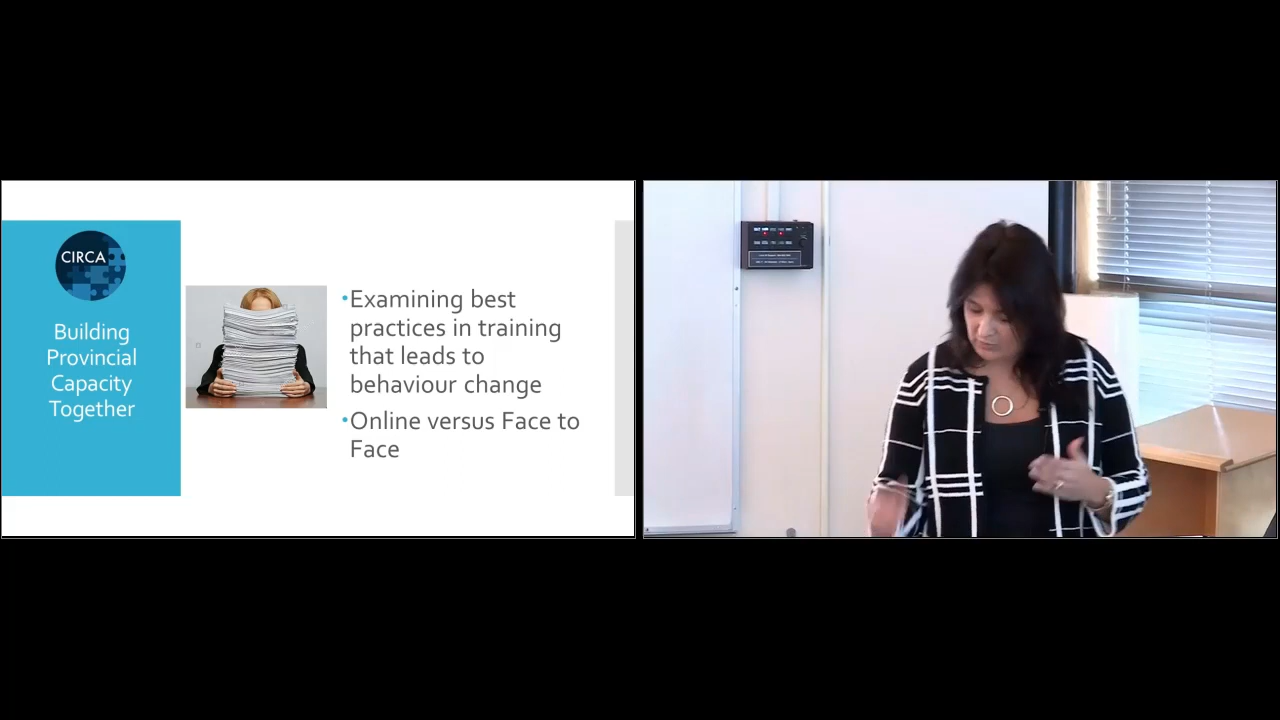 CIRCA
Building
Provincial
Capacity
Together
•Examining best
practices in training
that leads to
behaviour change
•Online versus Face to
Face